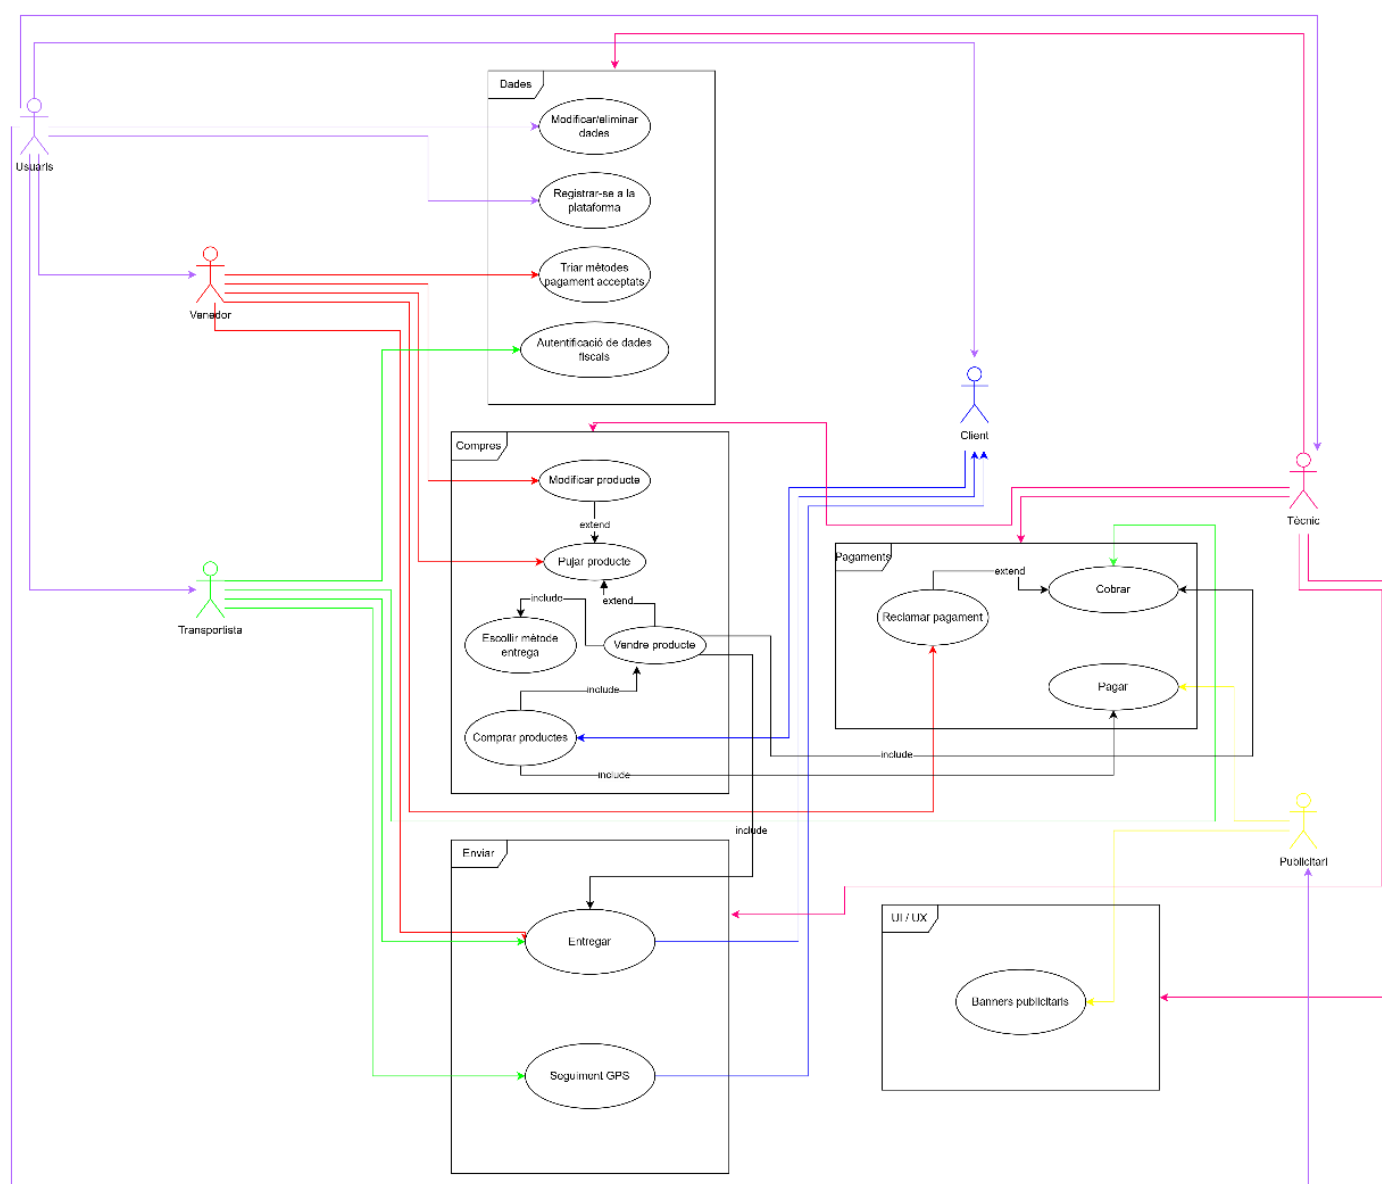 Dades
Modificar/eliminar
dades
Usuaris
Registrar-se a la
plataforma
Triar mètodes
pagament acceptats
Venedor
Autentificació de dades
fiscals
Client
Compres
Modificar producte
extend
Tècnic
Pujar producte
Pagaments
extend
Cobrar
include
extend
Transportista
Reclamar pagament
Escollir mètode
entrega
Vendre producte
include
Pagar
Comprar productes
include
include
include
Enviar
Publicitari
UI / UX
Entregar
Banners publicitaris
Seguiment GPS